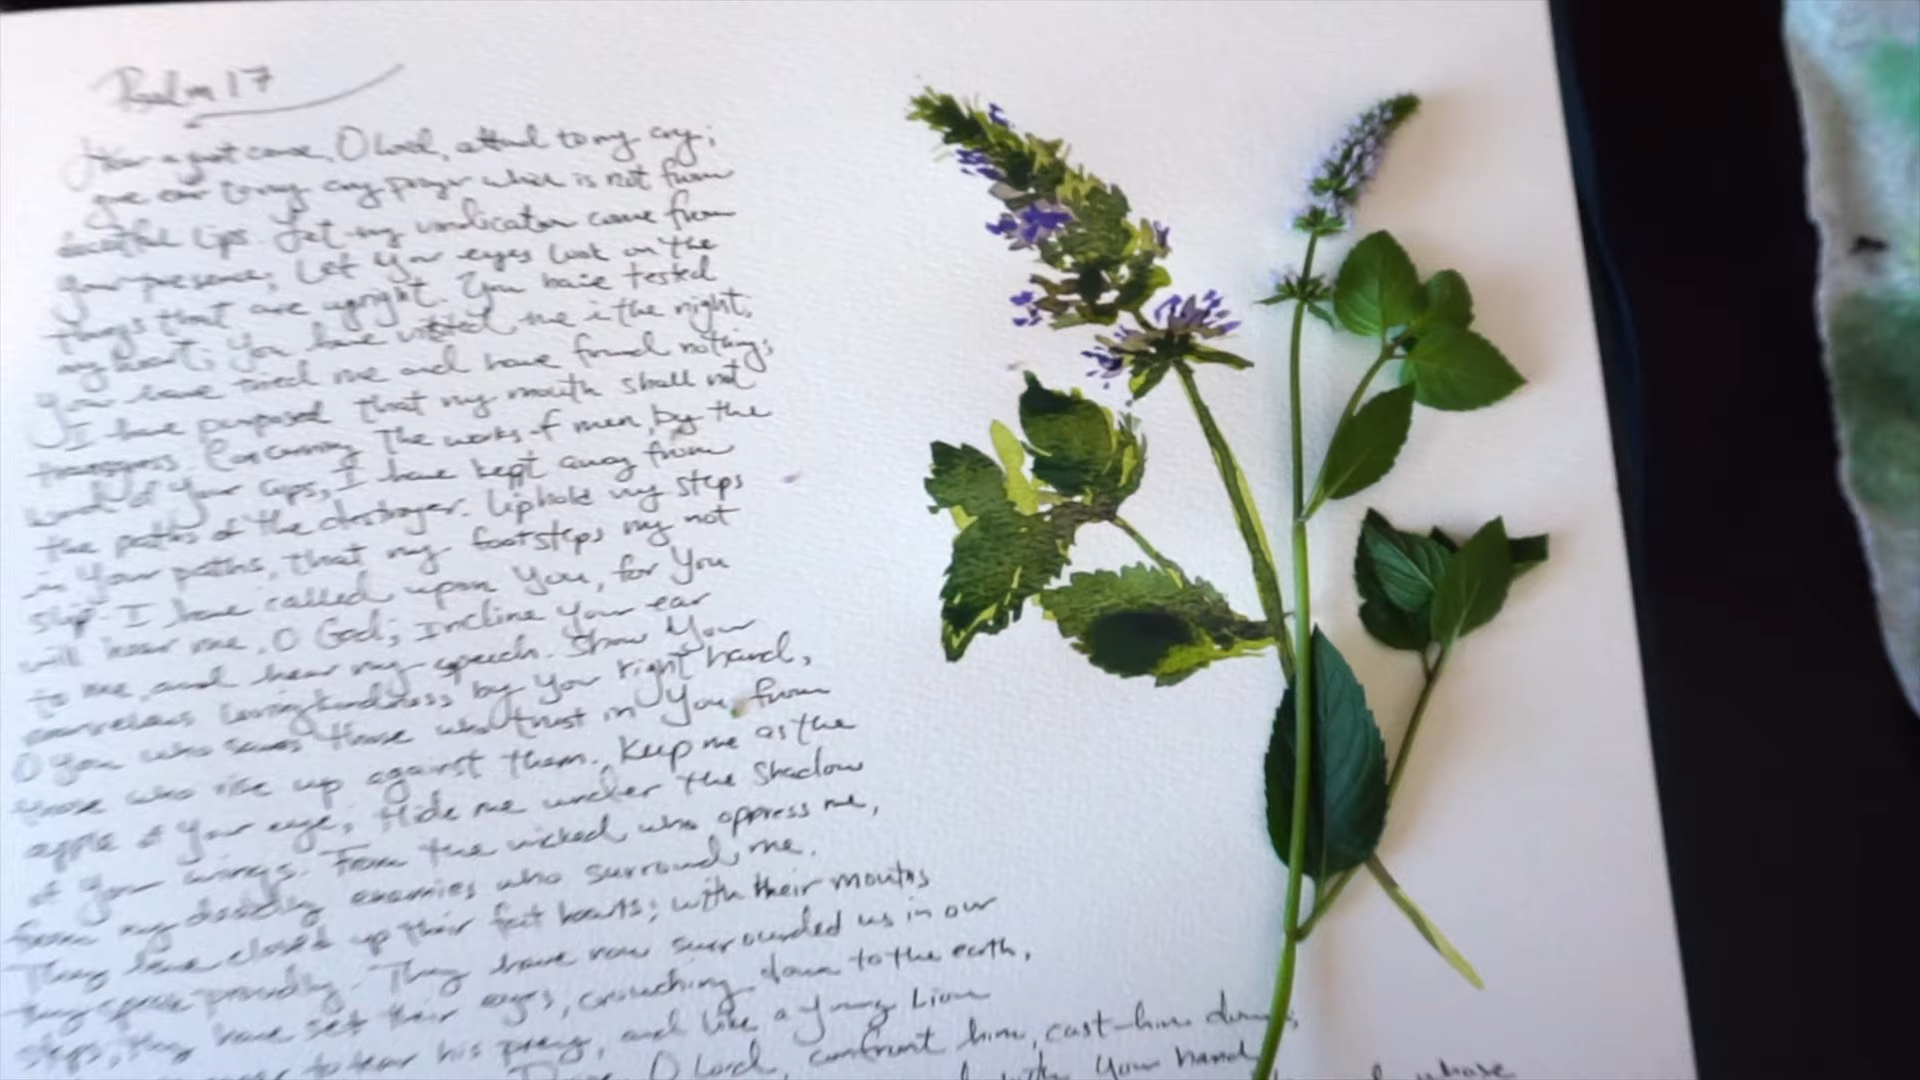 Psalm 17
Hear a just cause, O Lord, attend to my cry;
give ear to my prayer which is not from
deceitful lips. Let my vindication come from
your presence; Let Your eyes look on the
things that are upright. You have tested
my heart; You have visited me i the night;
You have tried me and have found nothing;
I have purposed that my mouth shall not
transgress. Concerning the works of men, by the
word of Your lips, I have kept away from
the paths of the destroyer. Uphold my steps
in Your paths, that my footsteps my not
slip. I have called upon You, for You
will hear me, O God; Incline Your ear
to me, and hear my speech. Show Your
marvelous lovingkindness by Your right hand,
O You who saves those who trust in You, from
those who rise up against them. Keep me as the
apple of Your eye; Hide me under the shadow
of Your wings. From the wicked who oppress me,
from my deadly enemies who surround me.
They have closed up their fat hearts; with their mouths
they speak proudly. They have now surrounded us in our
steps, they have set their eyes, crouching down to the earth,
to tear his prey, and like a young Lion
O Lord, confront him, cast him down;
with Your hand
whose